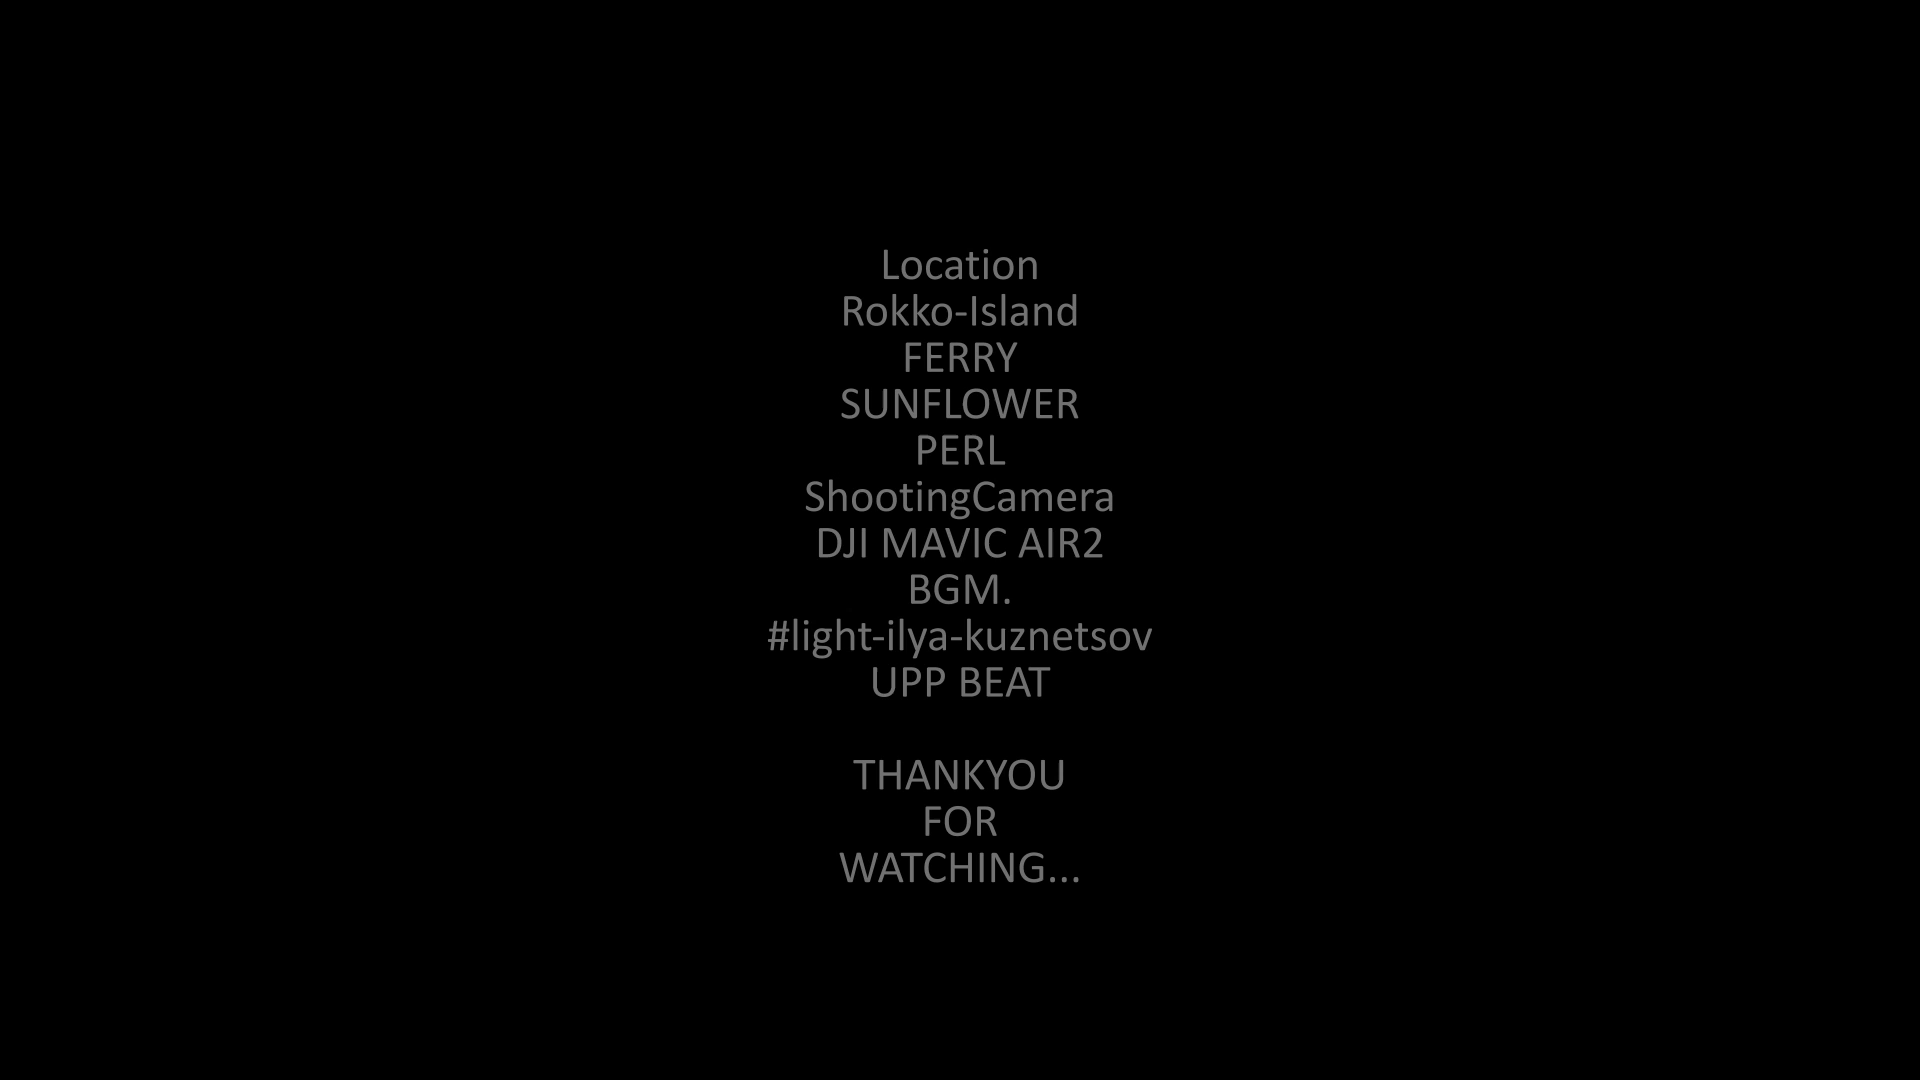 Location
Rokko-Island
FERRY
SUNFLOWER
PERL
ShootingCamera
DJI MAVIC AIR2
BGM.
#light-ilya-kuznetsov
UPP BEAT
THANKYOU
FOR
WATCHING...